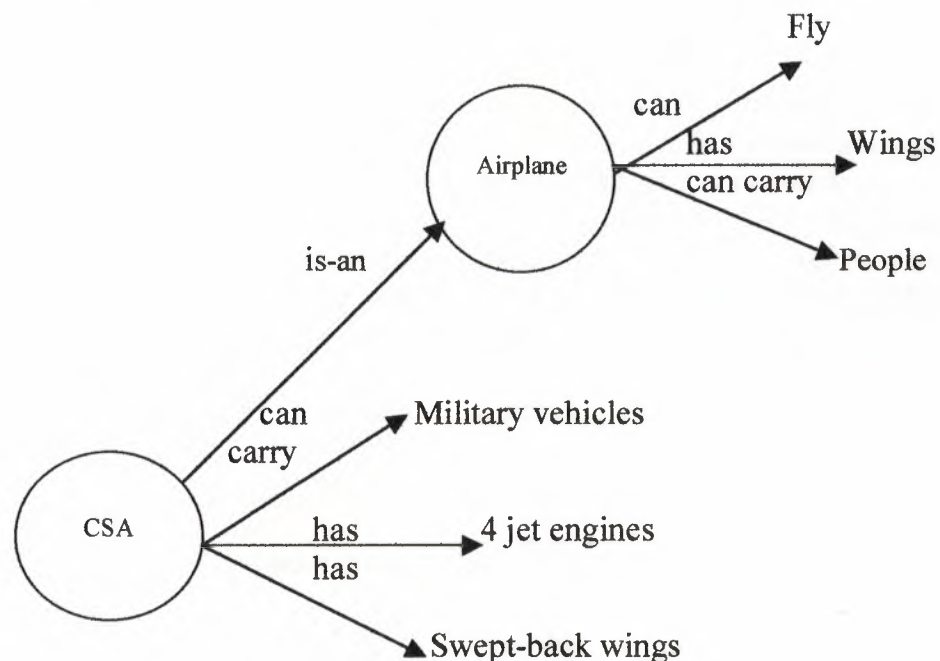 Fly
can
has
Wings
Airplane
can carry
People
is-an
can
carry
Military vehicles
CSA
has
4 jet engines
has
Swept-back wings